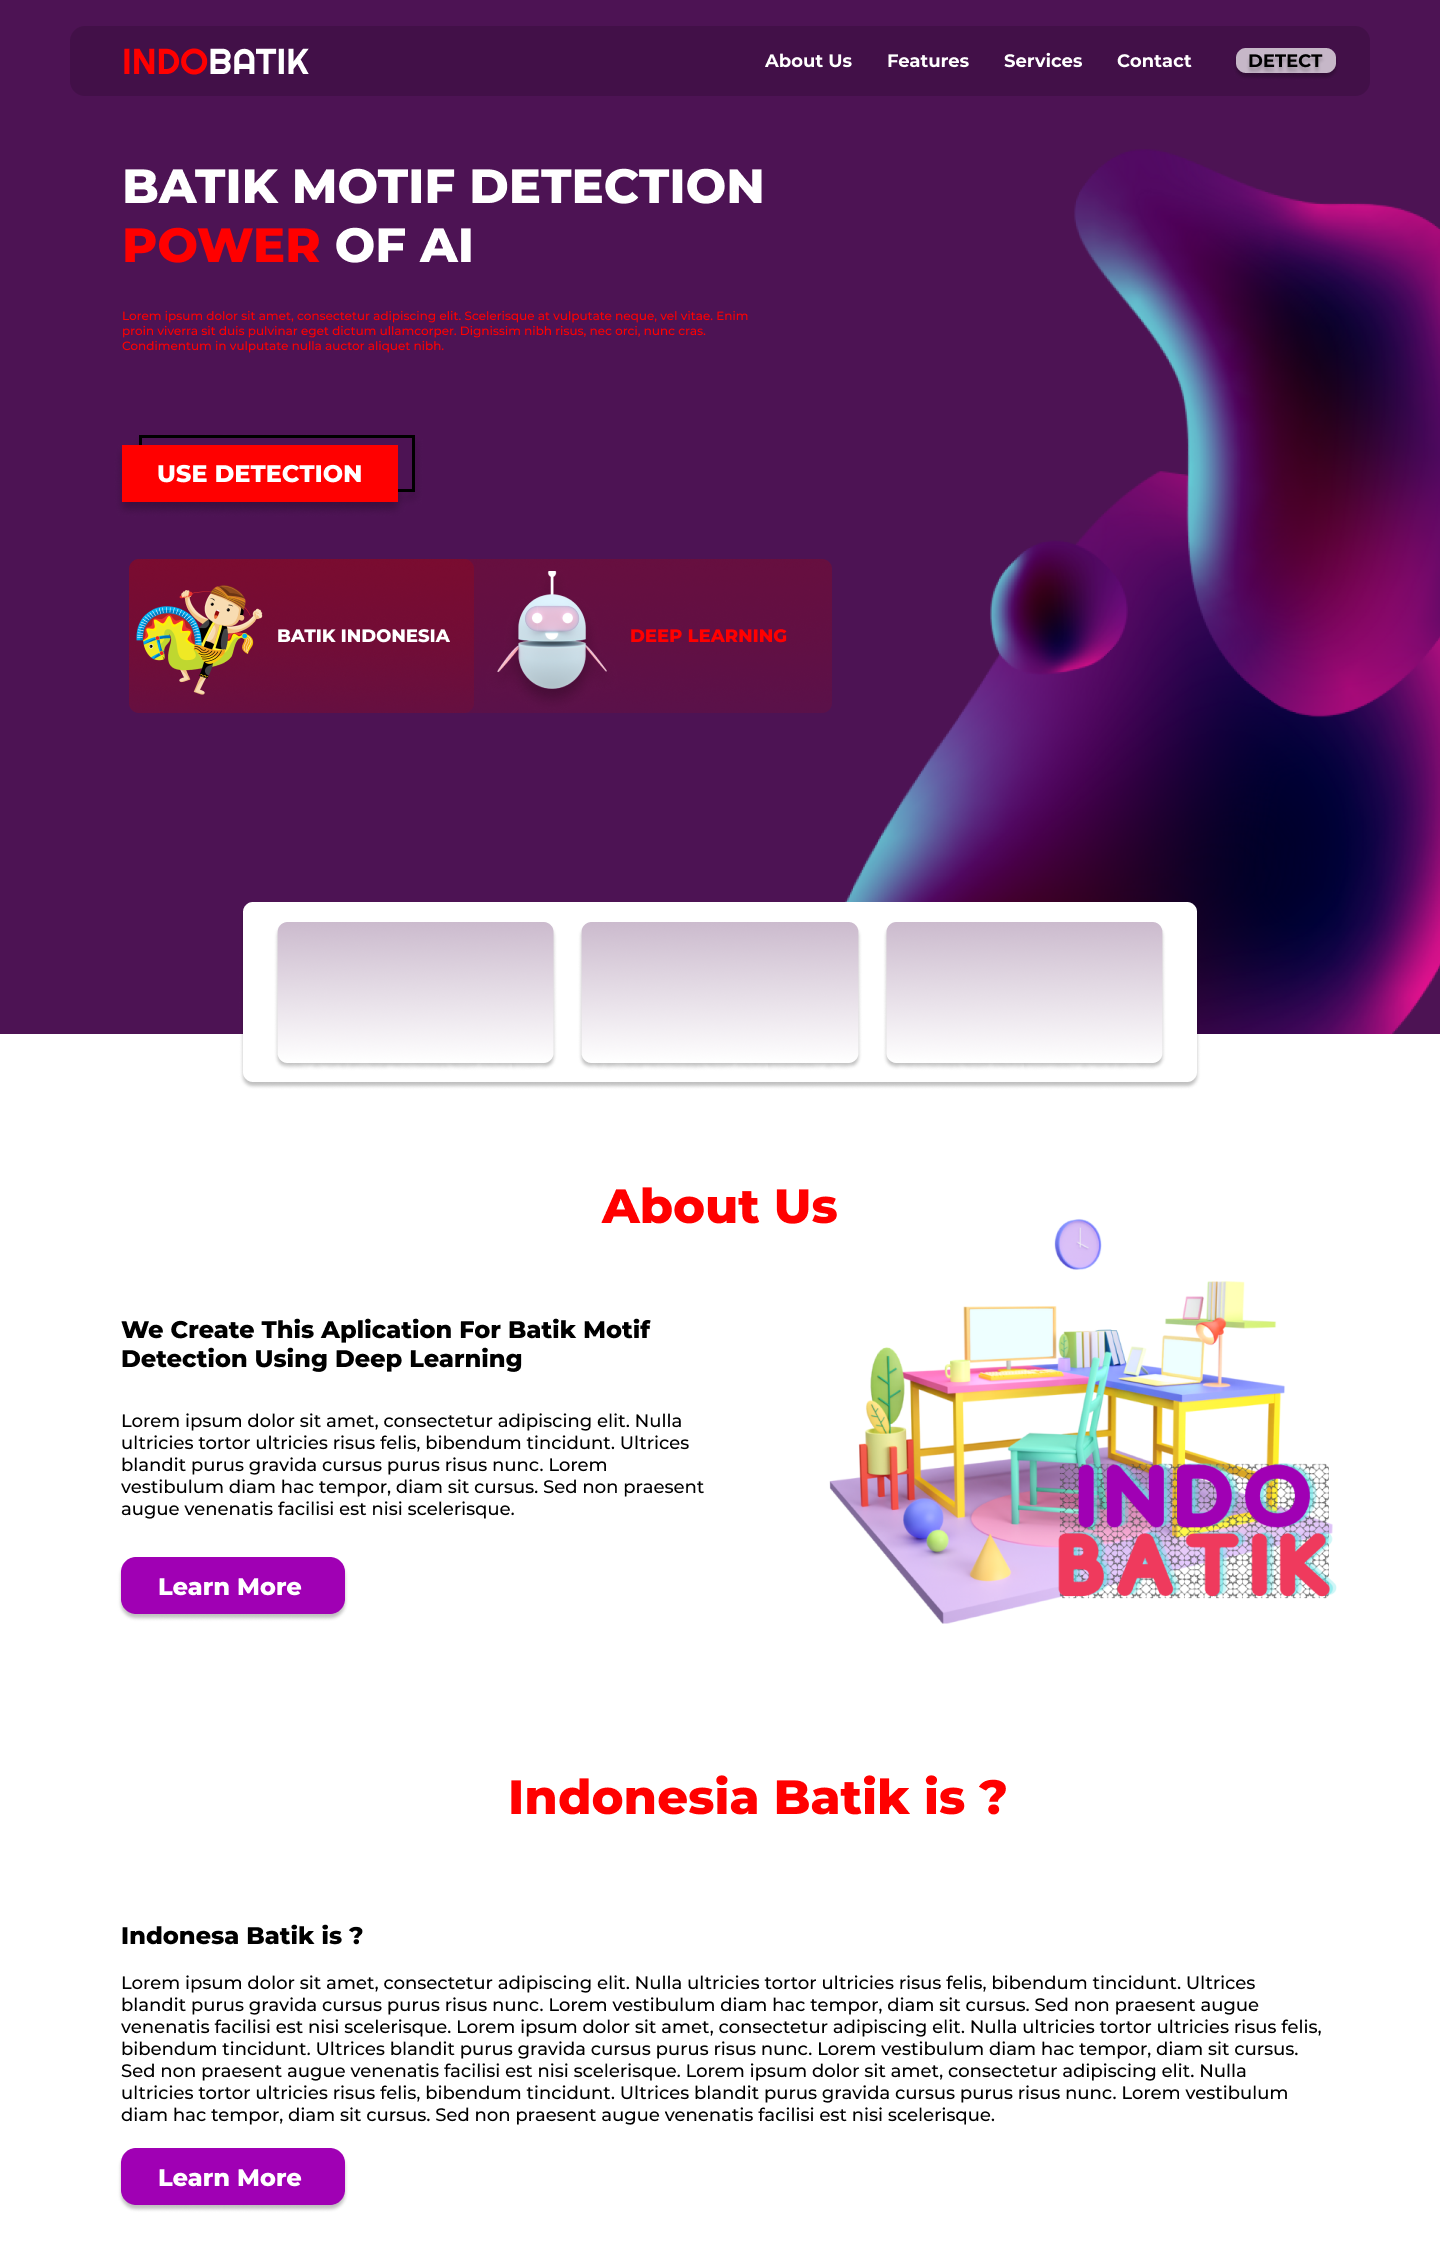 INDOBATIK
About Us
Features
Services
Contact
DETECT
BATIK MOTIF DETECTION
POWER OF AI
Lorem ipsum dolor sit amet, consectetur adipiscing elit. Scelerisque at vulputate neque, vel vitae. Enim
proin viverra sit duis pulvinar eget dictum ullamcorper. Dignissim nibh risus, nec orci, nunc cras.
Condimentum in vulputate nulla auctor aliquet nibh.
USE DETECTION
BATIK INDONESIA
DEEP LEARNING
About Us
We Create This Aplication For Batik Motif
Detection Using Deep Learning
Lorem ipsum dolor sit amet, consectetur adipiscing elit. Nulla
ultricies tortor ultricies risus felis, bibendum tincidunt. Ultrices
blandit purus gravida cursus purus risus nunc. Lorem
vestibulum diam hac tempor, diam sit cursus. Sed non praesent
augue venenatis facilisi est nisi scelerisque.
Learn More
INDO
BATIK
Indonesia Batik is ?
Indonesa Batik is ?
Lorem ipsum dolor sit amet, consectetur adipiscing elit. Nulla ultricies tortor ultricies risus felis, bibendum tincidunt. Ultrices
blandit purus gravida cursus purus risus nunc. Lorem vestibulum diam hac tempor, diam sit cursus. Sed non praesent augue
venenatis facilisi est nisi scelerisque. Lorem ipsum dolor sit amet, consectetur adipiscing elit. Nulla ultricies tortor ultricies risus felis,
bibendum tincidunt. Ultrices blandit purus gravida cursus purus risus nunc. Lorem vestibulum diam hac tempor, diam sit cursus.
Sed non praesent augue venenatis facilisi est nisi scelerisque. Lorem ipsum dolor sit amet, consectetur adipiscing elit. Nulla
ultricies tortor ultricies risus felis, bibendum tincidunt. Ultrices blandit purus gravida cursus purus risus nunc. Lorem vestibulum
diam hac tempor, diam sit cursus. Sed non praesent augue venenatis facilisi est nisi scelerisque.
Learn More